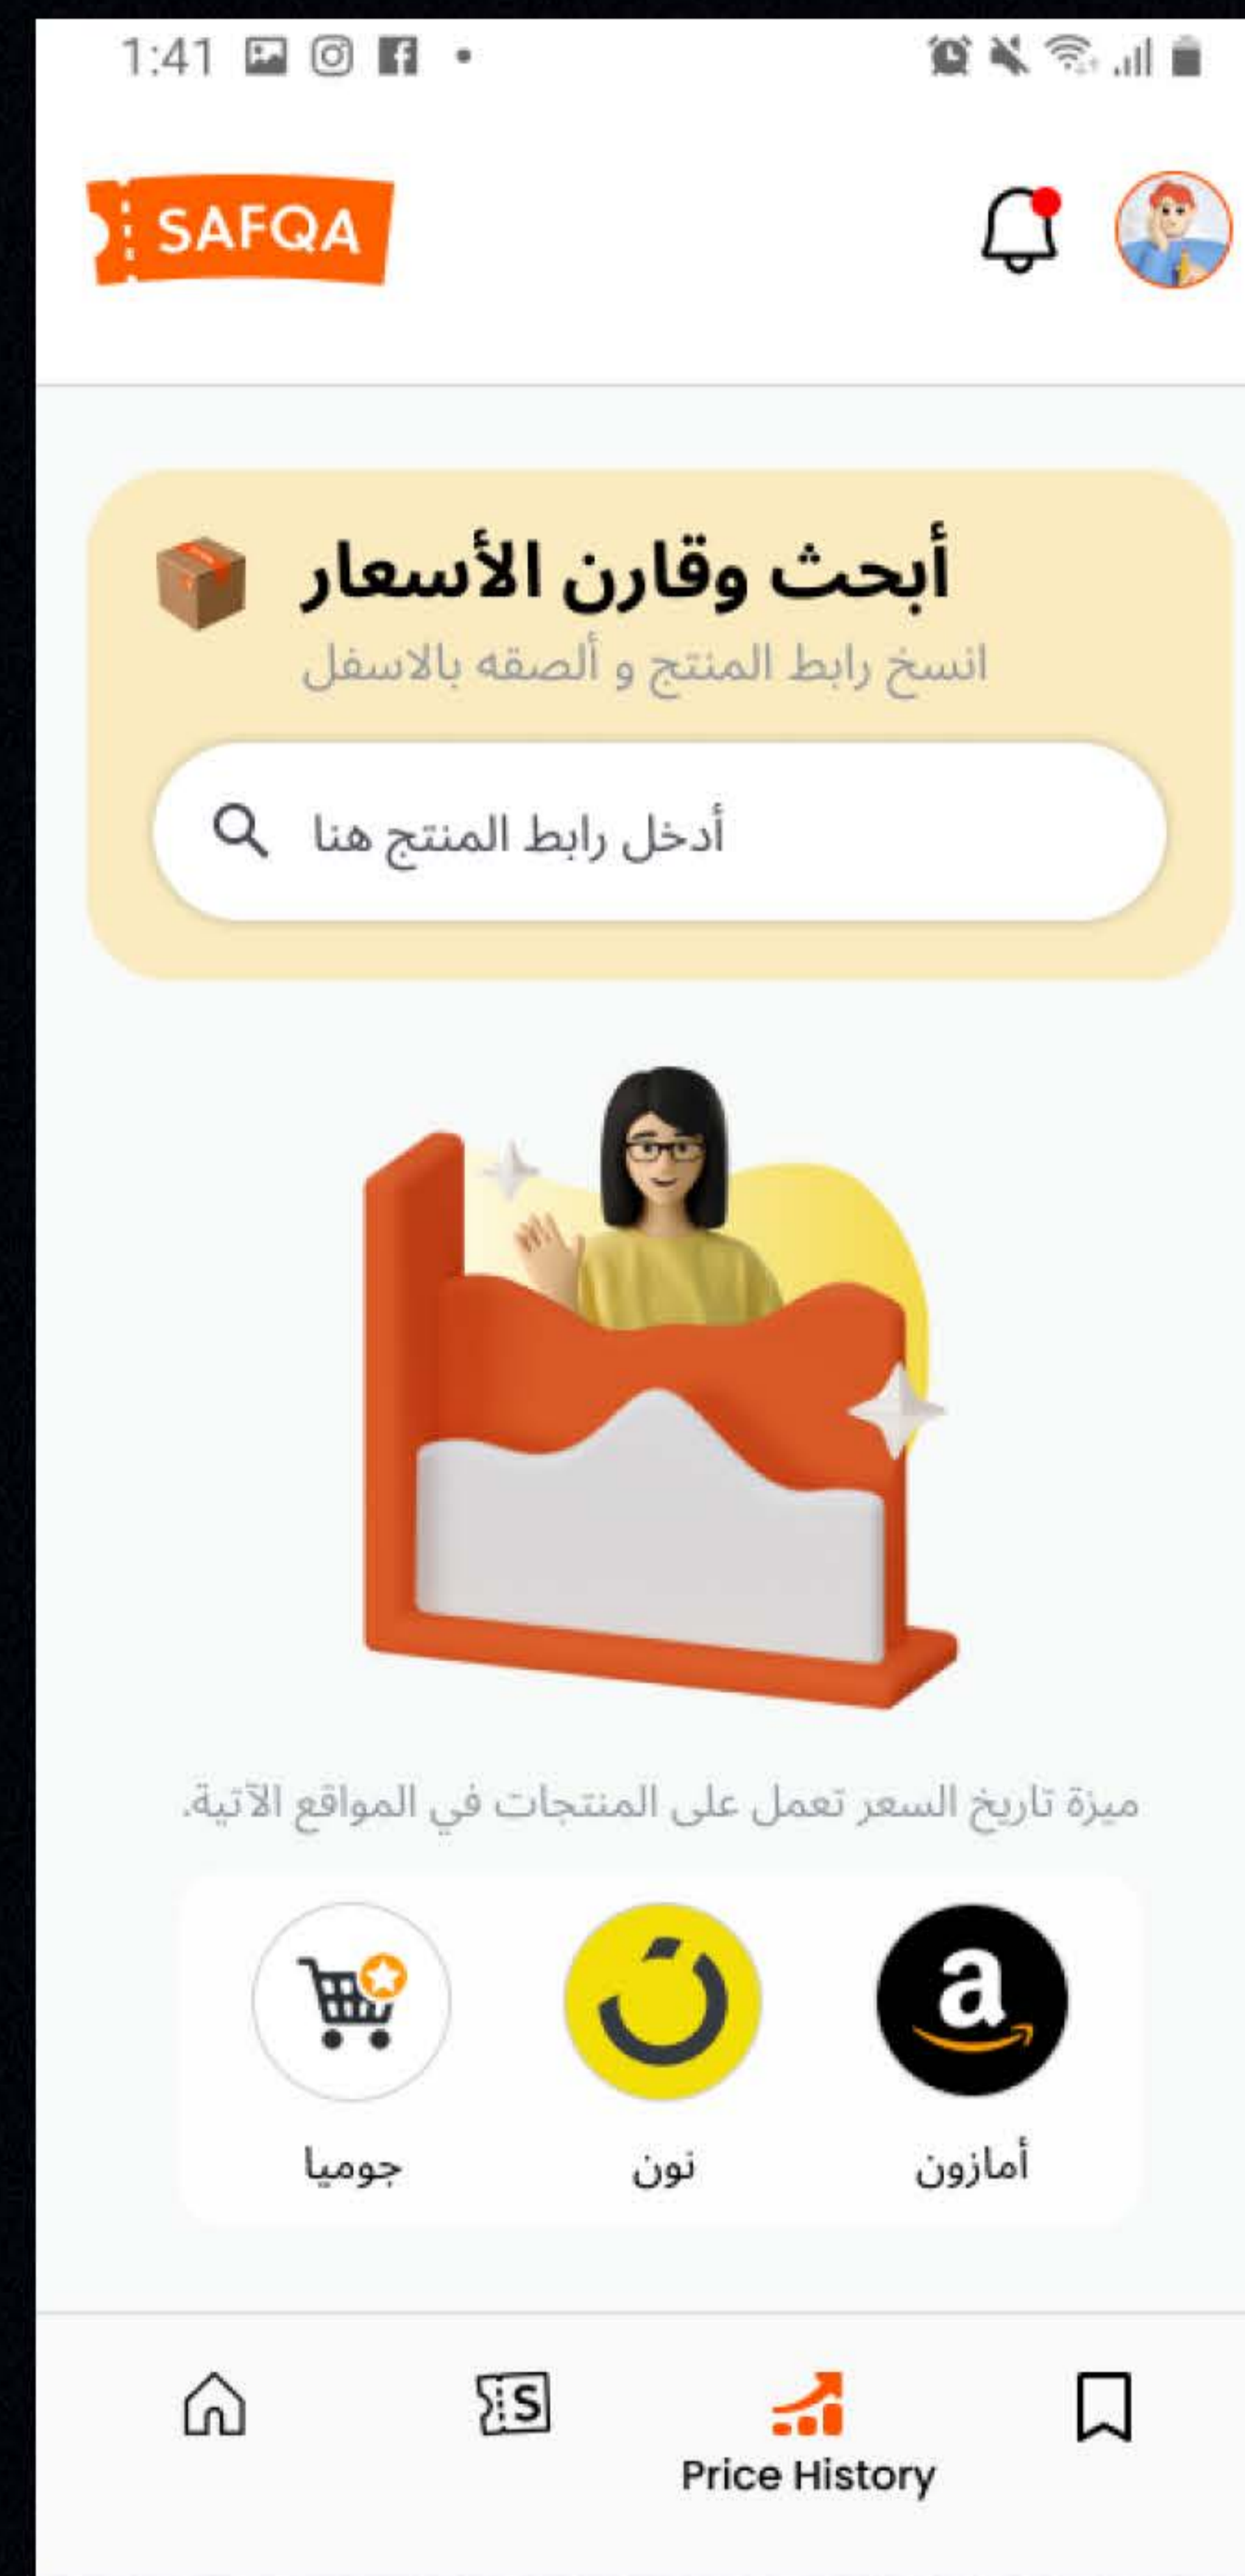 1:41
SAFQA
أبحث وقارن الأسعار
انسخ رابط المنتج و ألصقه بالاسفل
أدخل رابط المنتج هنا
ميزة تاريخ السعر تعمل على المنتجات في المواقع الآتية.
أمازون نون جوميا
Price History